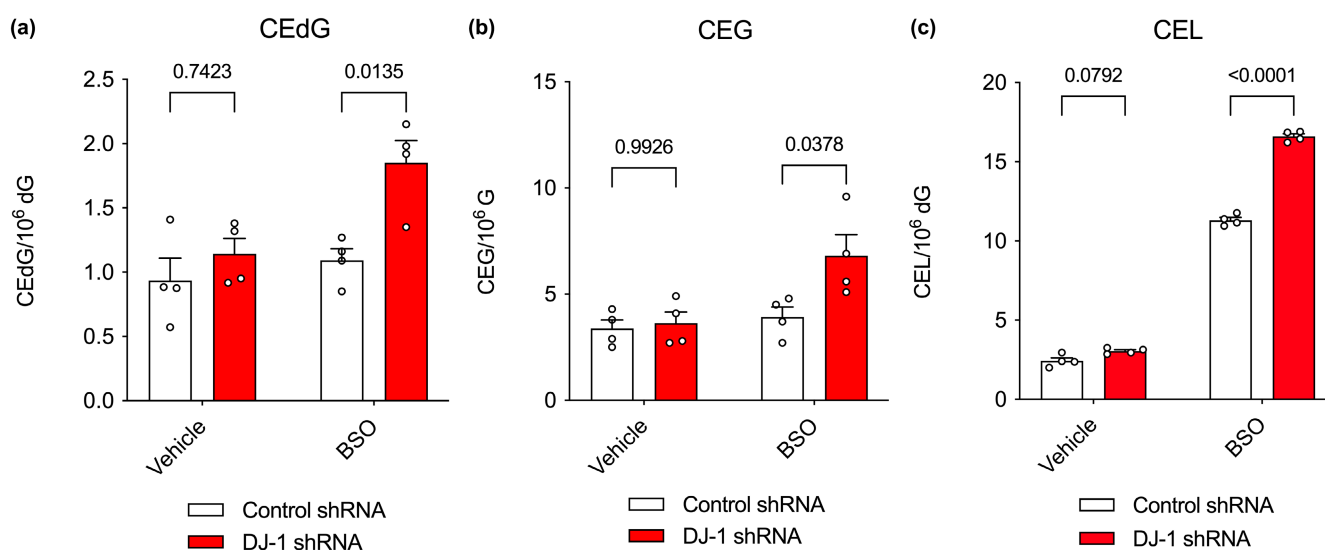 (a)
CEdG
CEdG/10⁶ dG
2.5
2.0
1.5
1.0
0.5
0.0
0.7423
0.0135
Vehicle
BSO
Control shRNA
DJ-1 shRNA
(b)
CEG
CEG/10⁶ G
15
10
5
0
0.9926
0.0378
Vehicle
BSO
Control shRNA
DJ-1 shRNA
(c)
CEL
CEL/10⁶ dG
20
15
10
5
0
0.0792
<0.0001
Vehicle
BSO
Control shRNA
DJ-1 shRNA